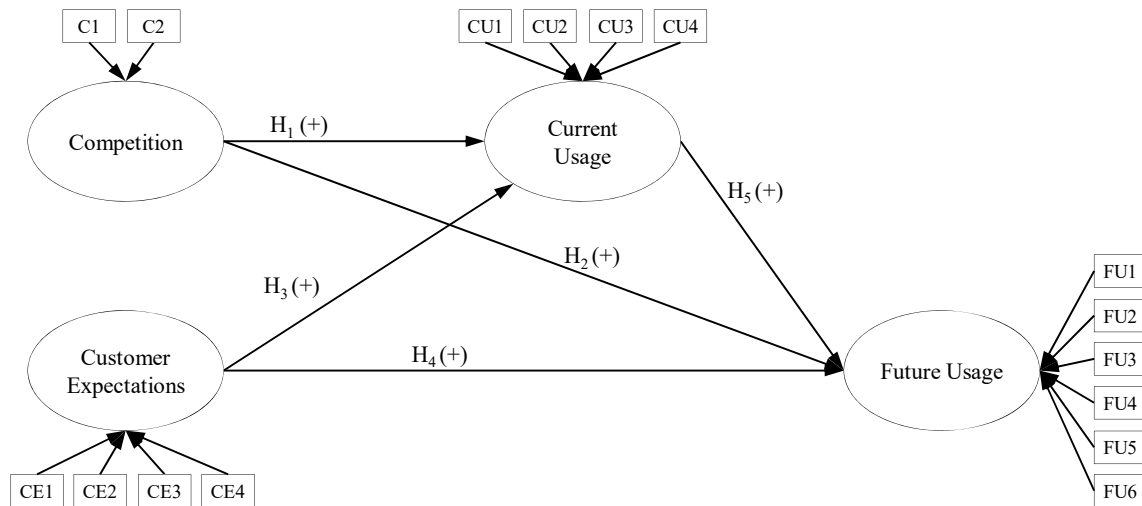 C1
C2
CU1
CU2
CU3
CU4
Competition
H1 (+)
Current
Usage
H5 (+)
H2 (+)
H3 (+)
Customer
Expectations
H4 (+)
Future Usage
FU1
FU2
FU3
FU4
FU5
FU6
CE1
CE2
CE3
CE4